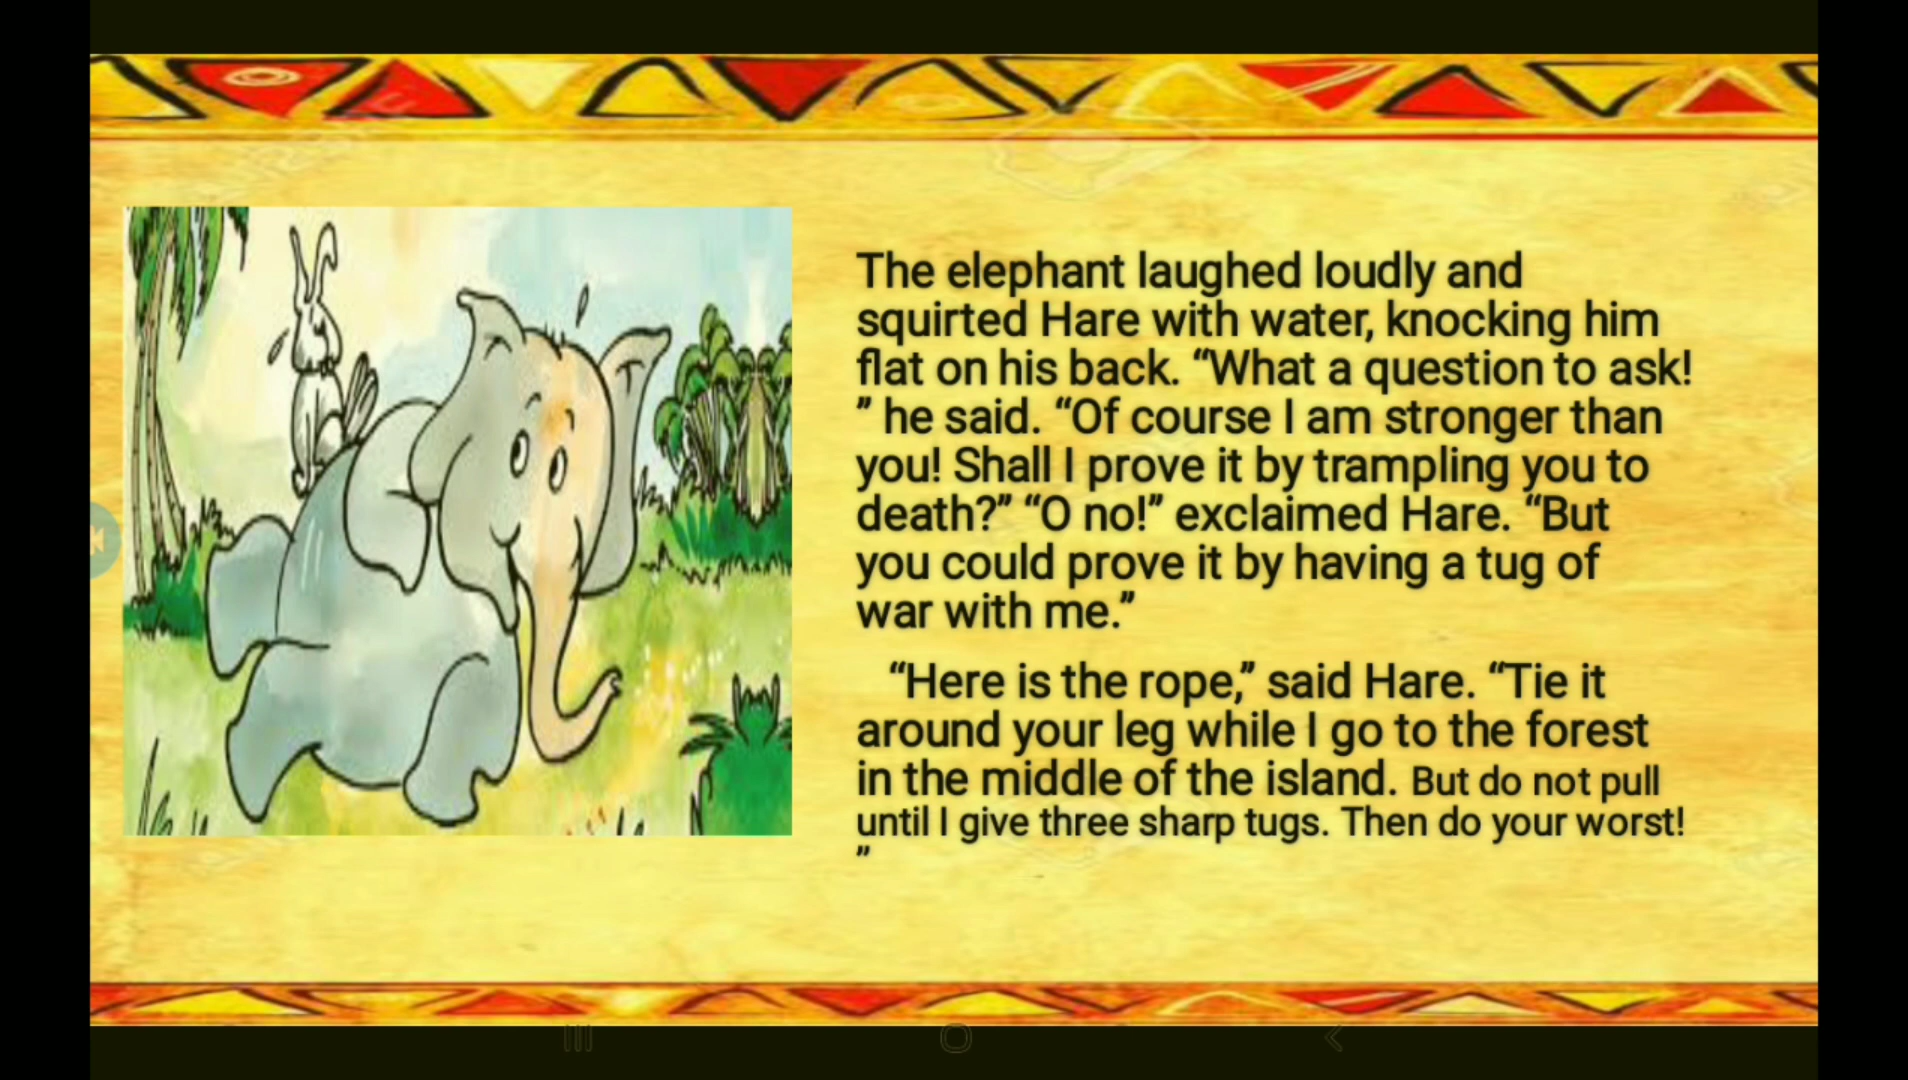 The elephant laughed loudly and
squirted Hare with water, knocking him
flat on his back. “What a question to ask!
” he said. “Of course I am stronger than
you! Shall I prove it by trampling you to
death?” “O no!” exclaimed Hare. “But
you could prove it by having a tug of
war with me.”
“Here is the rope,” said Hare. “Tie it
around your leg while I go to the forest
in the middle of the island. But do not pull
until I give three sharp tugs. Then do your worst!
”